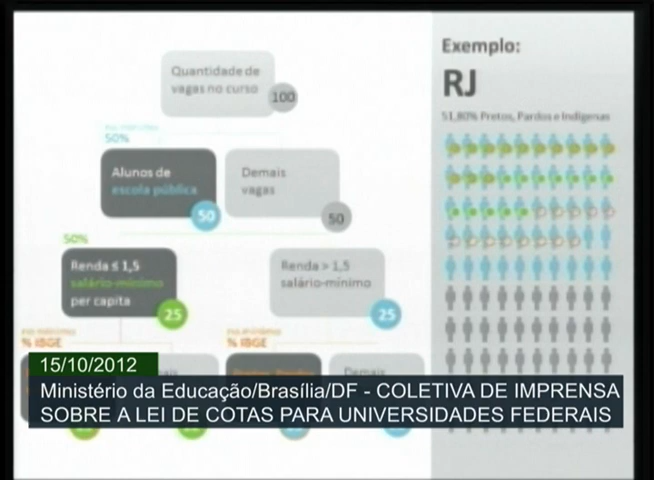 Quantidade de
vagas no curso
100
50%
Alunos de
escola pública
50
Demais
vagas
50
50%
Renda ≤ 1,5
salário-mínimo
per capita
25
Renda > 1,5
salário-mínimo
25
% IBGE
% IBGE
Exemplo:
RJ
51,80% Pretos, Pardos e Indígenas
15/10/2012
Ministério da Educação/Brasília/DF - COLETIVA DE IMPRENSA
SOBRE A LEI DE COTAS PARA UNIVERSIDADES FEDERAIS